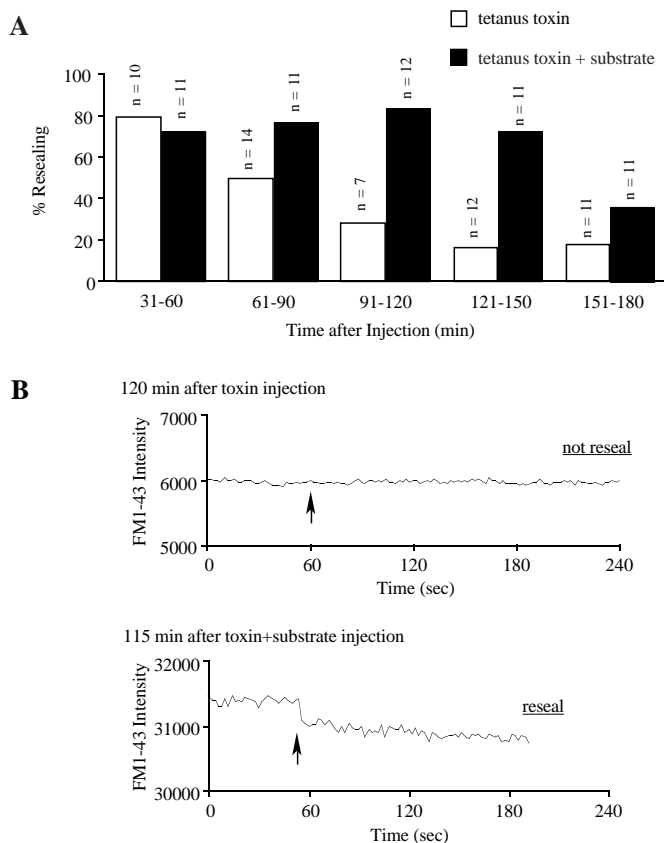 A
tetanus toxin
tetanus toxin + substrate
100
80
60
40
20
0
% Resealing
n = 10
n = 11
n = 14
n = 11
n = 7
n = 12
n = 12
n = 11
n = 11
n = 11
31-60
61-90
91-120
121-150
151-180
Time after Injection (min)
B
120 min after toxin injection
7000
6000
5000
FM1-43 Intensity
not reseal
0
60
120
180
240
Time (sec)
115 min after toxin+substrate injection
32000
31000
30000
FM1-43 Intensity
reseal
0
60
120
180
240
Time (sec)